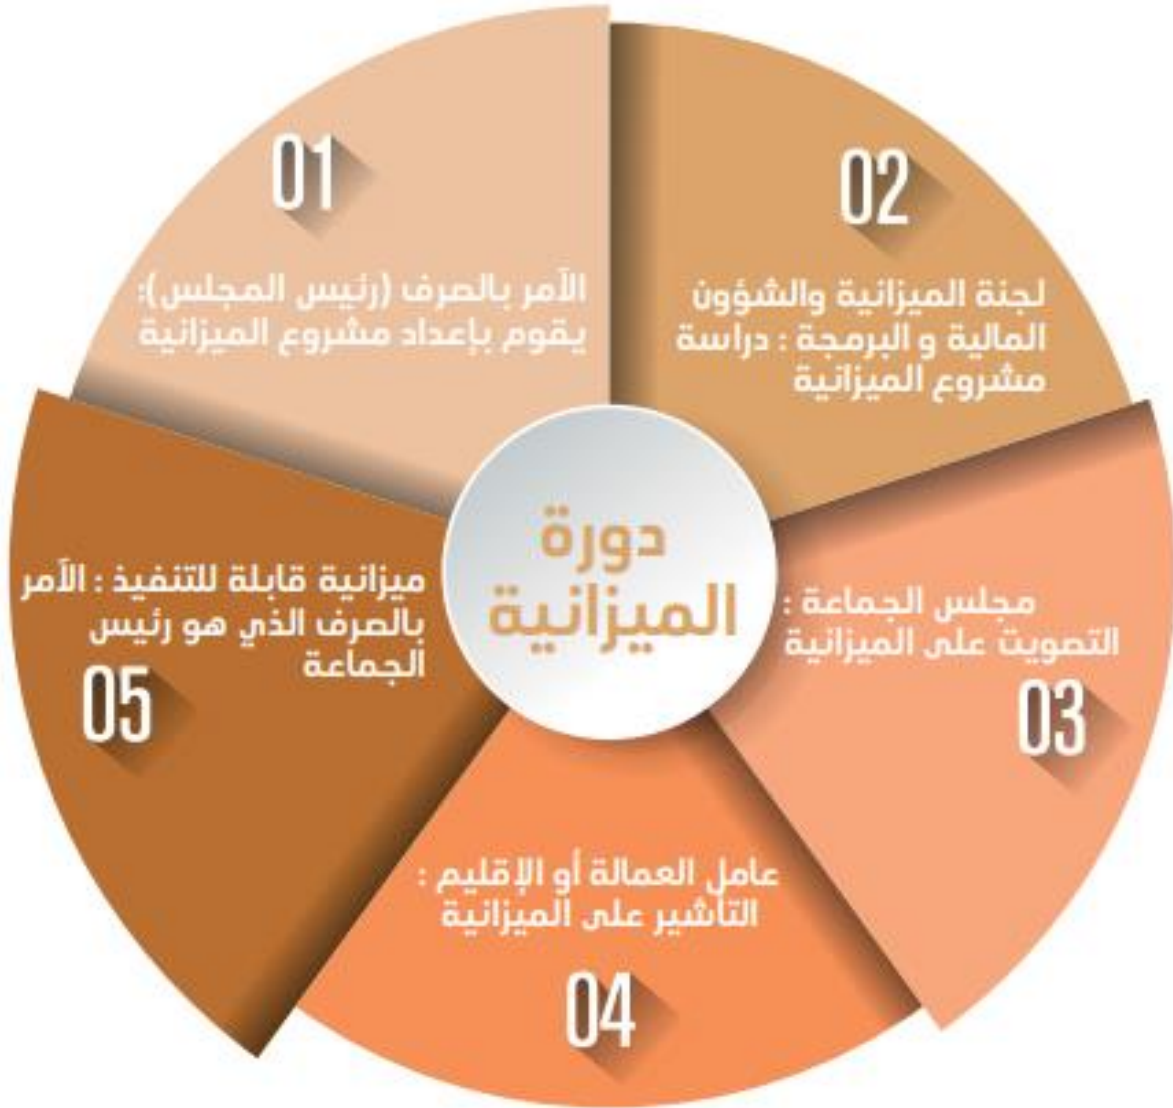 دورة
الميزانية
01
الآمر بالصرف (رئيس المجلس):
يقوم بإعداد مشروع الميزانية
02
لجنة الميزانية والشؤون
المالية و البرمجة : دراسة
مشروع الميزانية
مجلس الجماعة :
التصويت على الميزانية
03
عامل العمالة أو الإقليم :
التأشير على الميزانية
04
ميزانية قابلة للتنفيذ : الآمر
بالصرف الذي هو رئيس
الجماعة
05